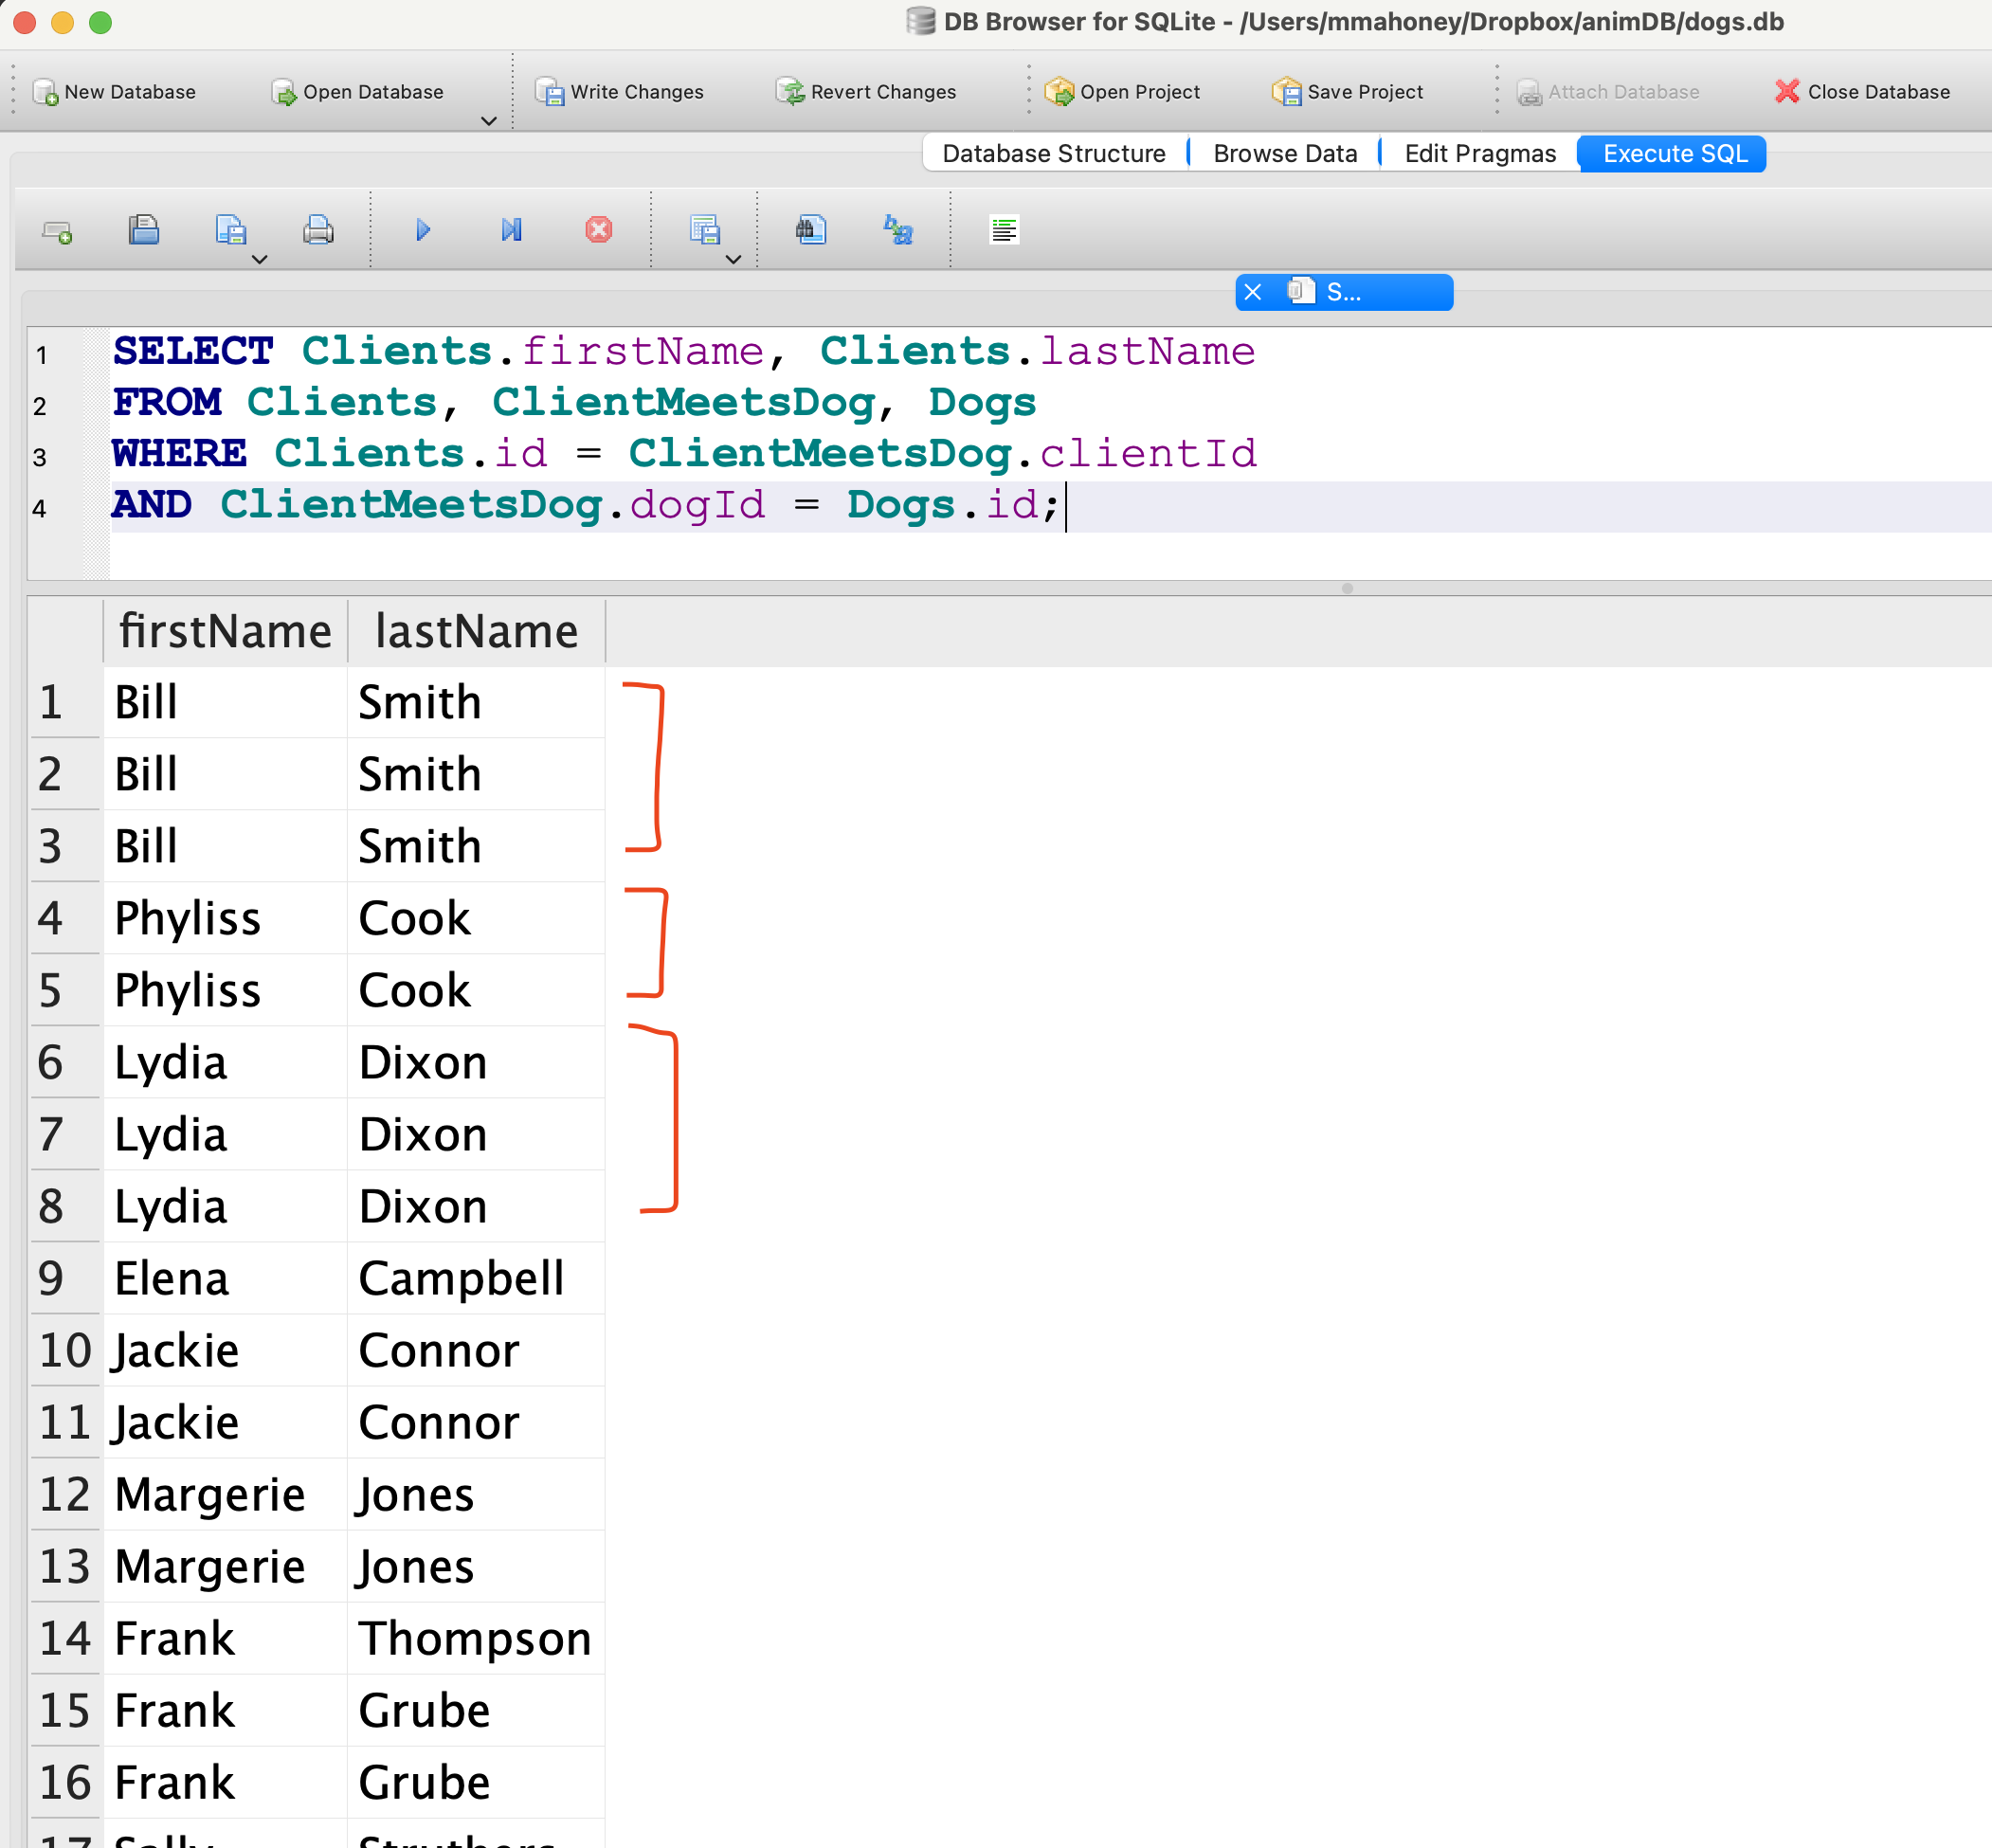 DB Browser for SQLite - /Users/mmahoney/Dropbox/animDB/dogs.db
New Database Open Database Write Changes Revert Changes Open Project Save Project Attach Database Close Database
Database Structure Browse Data Edit Pragmas Execute SQL
S...
1 SELECT Clients.firstName, Clients.lastName
2 FROM Clients, ClientMeetsDog, Dogs
3 WHERE Clients.id = ClientMeetsDog.clientId
4 AND ClientMeetsDog.dogId = Dogs.id;
firstName lastName
1 Bill Smith
2 Bill Smith
3 Bill Smith
4 Phyliss Cook
5 Phyliss Cook
6 Lydia Dixon
7 Lydia Dixon
8 Lydia Dixon
9 Elena Campbell
10 Jackie Connor
11 Jackie Connor
12 Margerie Jones
13 Margerie Jones
14 Frank Thompson
15 Frank Grube
16 Frank Grube
17 Sally Struthers